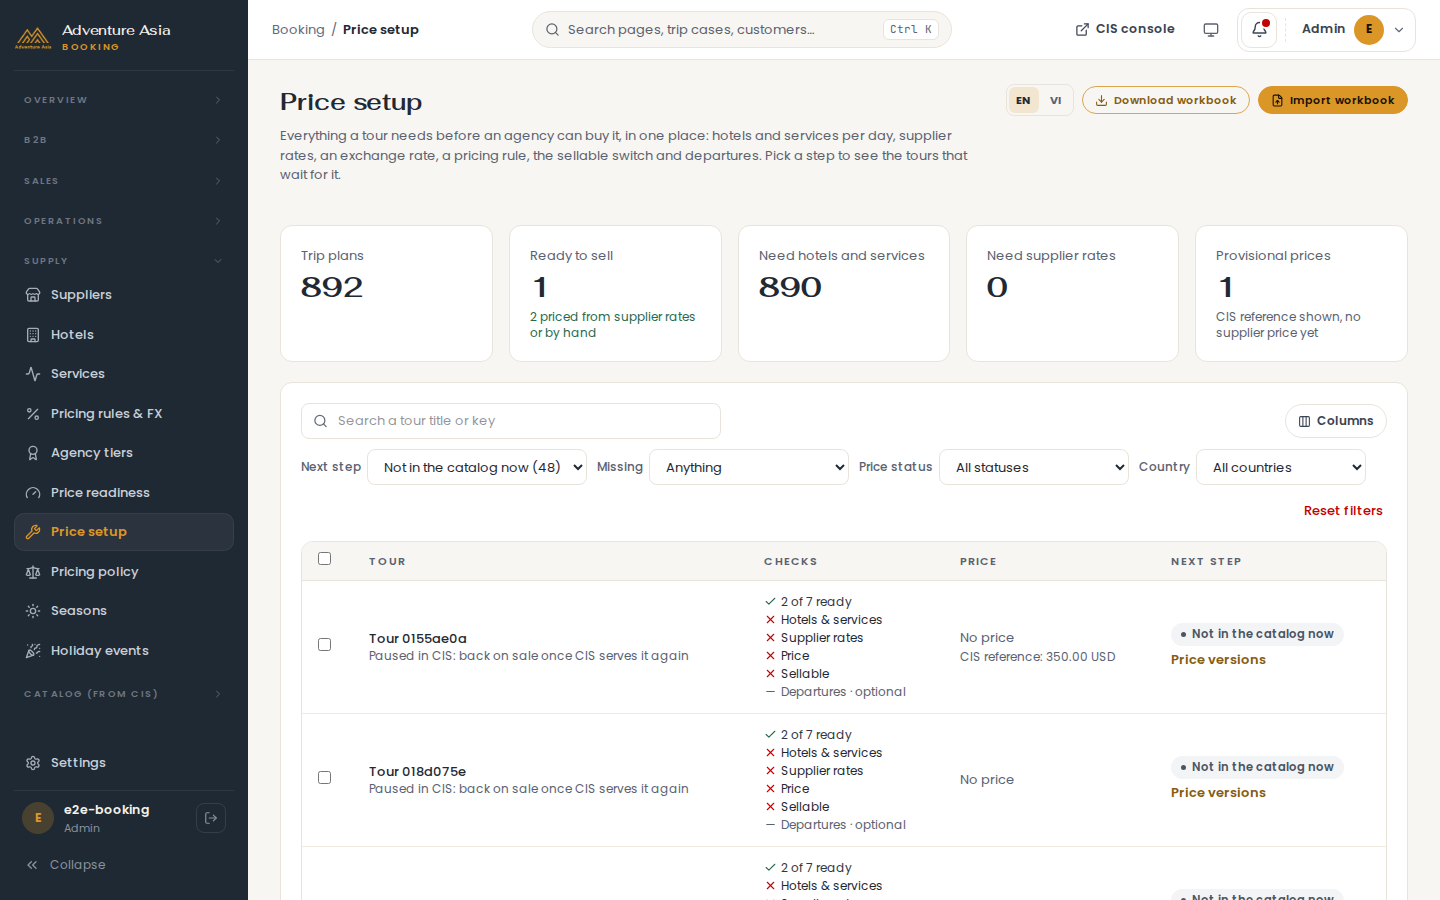 Adventure Asia
BOOKING
Adventure Asia
OVERVIEW
B2B
SALES
OPERATIONS
SUPPLY
Suppliers
Hotels
Services
Pricing rules & FX
Agency tiers
Price readiness
Price setup
Pricing policy
Seasons
Holiday events
CATALOG (FROM CIS)
Settings
E
e2e-booking
Admin
Collapse
Booking / Price setup
Search pages, trip cases, customers...
Ctrl K
CIS console
Admin
E
Price setup
EN
VI
Download workbook
Import workbook
Everything a tour needs before an agency can buy it, in one place: hotels and services per day, supplier
rates, an exchange rate, a pricing rule, the sellable switch and departures. Pick a step to see the tours that
wait for it.
Trip plans
892
Ready to sell
1
2 priced from supplier rates
or by hand
Need hotels and services
890
Need supplier rates
0
Provisional prices
1
CIS reference shown, no
supplier price yet
Search a tour title or key
Columns
Next step
Not in the catalog now (48)
Missing
Anything
Price status
All statuses
Country
All countries
Reset filters
TOUR
CHECKS
PRICE
NEXT STEP
Tour 0155ae0a
Paused in CIS: back on sale once CIS serves it again
2 of 7 ready
Hotels & services
Supplier rates
Price
Sellable
Departures · optional
No price
CIS reference: 350.00 USD
Not in the catalog now
Price versions
Tour 018d075e
Paused in CIS: back on sale once CIS serves it again
2 of 7 ready
Hotels & services
Supplier rates
Price
Sellable
Departures · optional
No price
Not in the catalog now
Price versions
2 of 7 ready
Hotels & services
Not in the catalog now